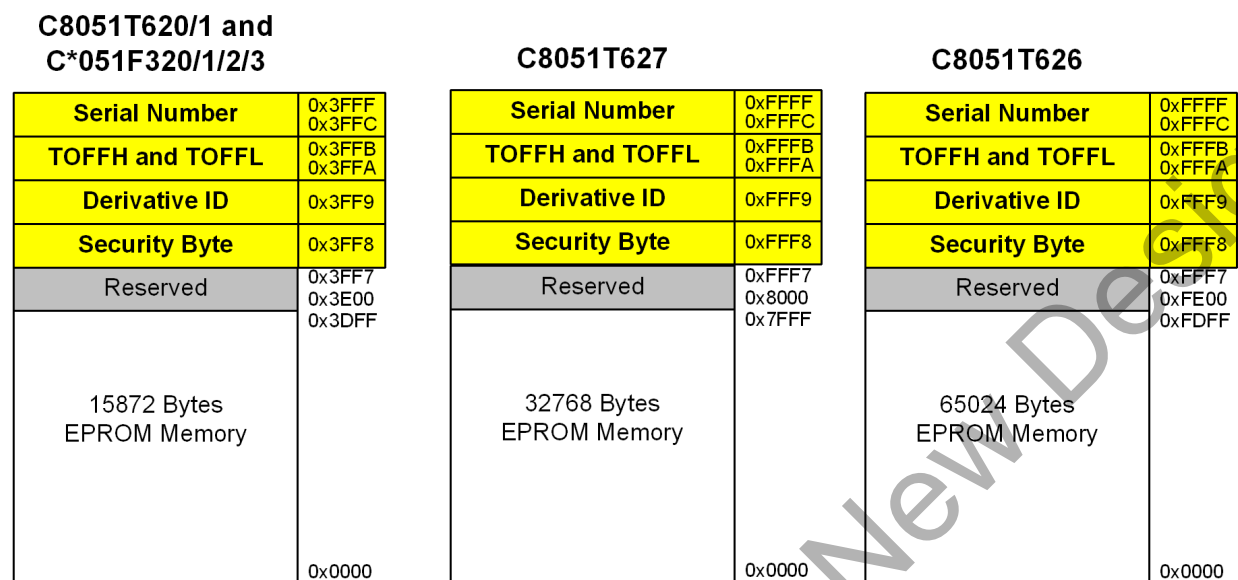 C8051T620/1 and
C*051F320/1/2/3
Serial Number
0x3FFF
0x3FFC
TOFFH and TOFFL
0x3FFB
0x3FFA
Derivative ID
0x3FF9
Security Byte
0x3FF8
Reserved
0x3FF7
0x3E00
0x3DFF
15872 Bytes
EPROM Memory
0x0000
C8051T627
Serial Number
0xFFFF
0xFFFC
TOFFH and TOFFL
0xFFFB
0xFFFA
Derivative ID
0xFFF9
Security Byte
0xFFF8
Reserved
0xFFF7
0x8000
0x7FFF
32768 Bytes
EPROM Memory
0x0000
C8051T626
Serial Number
0xFFFF
0xFFFC
TOFFH and TOFFL
0xFFFB
0xFFFA
Derivative ID
0xFFF9
Security Byte
0xFFF8
Reserved
0xFFF7
0xFE00
0xFDFF
65024 Bytes
EPROM Memory
0x0000
New Desig